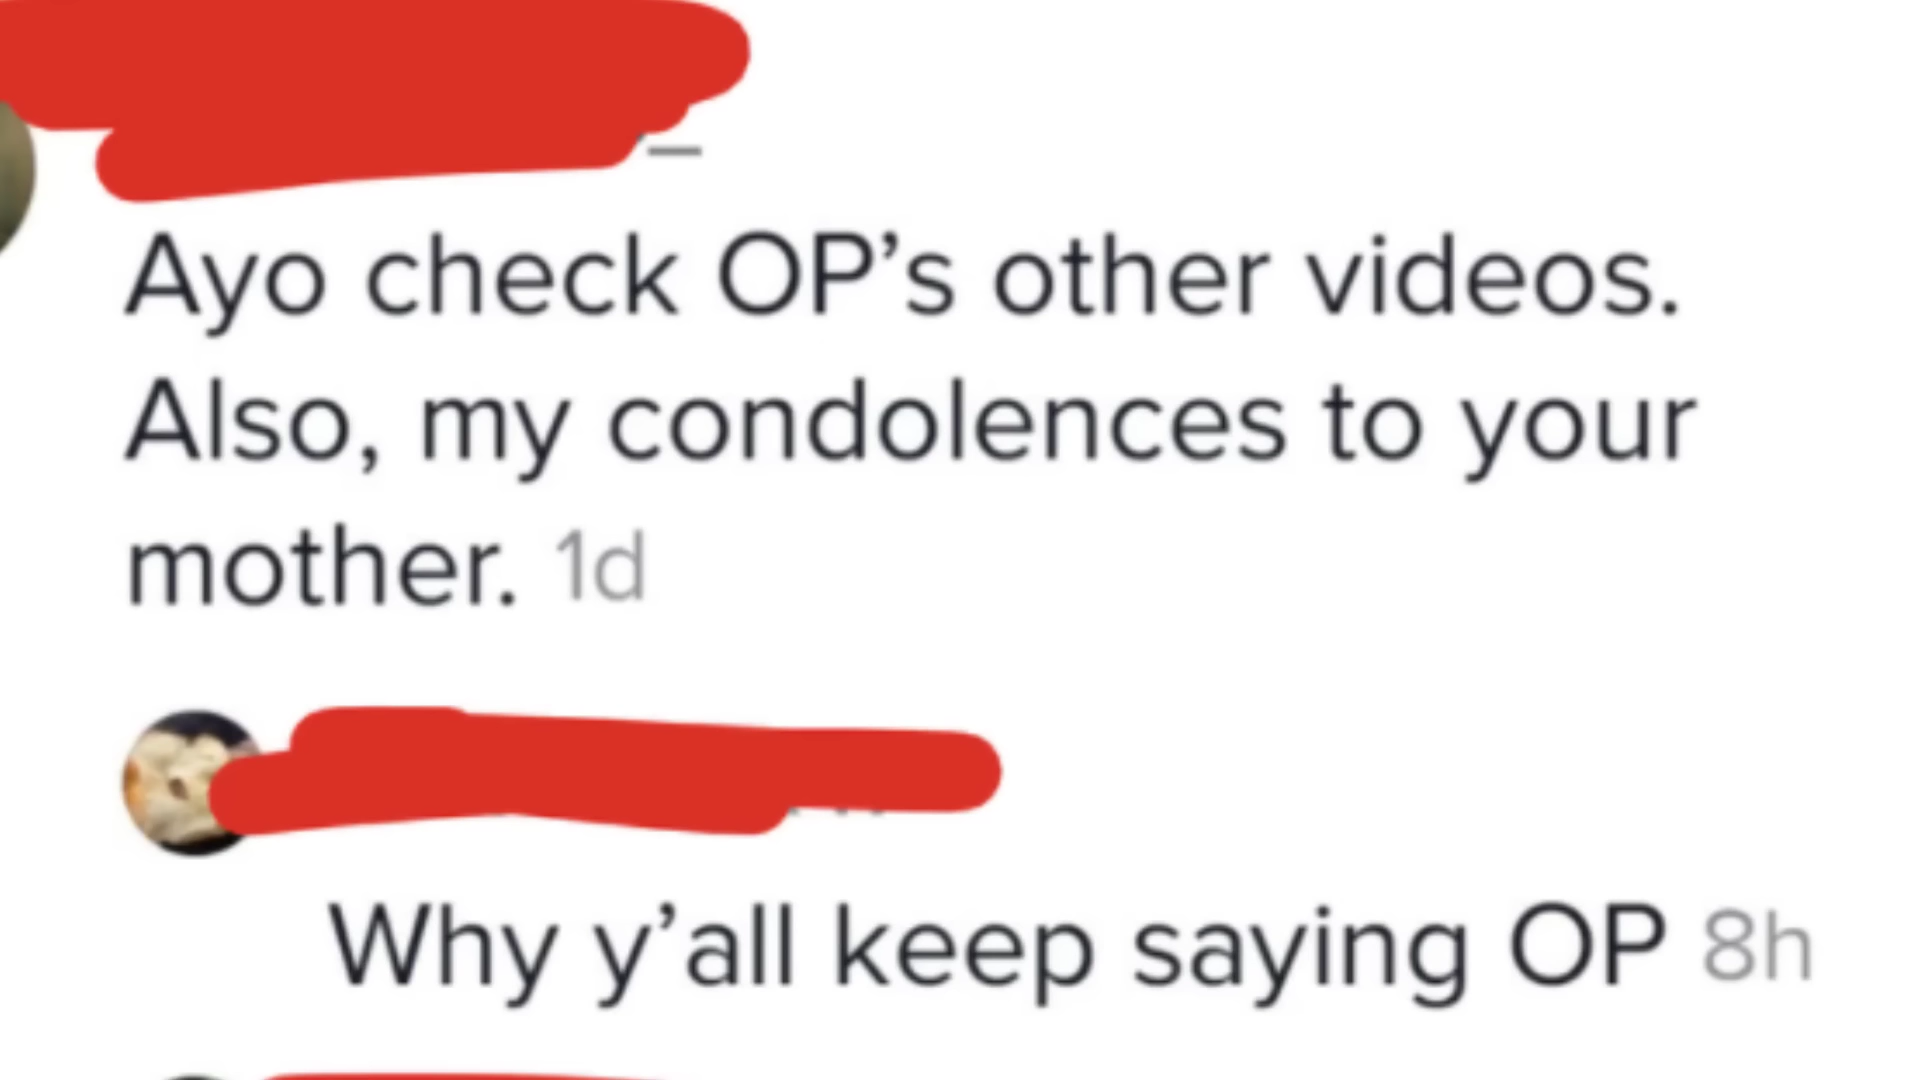 Ayo check OP’s other videos.
Also, my condolences to your
mother. 1d
Why y’all keep saying OP 8h